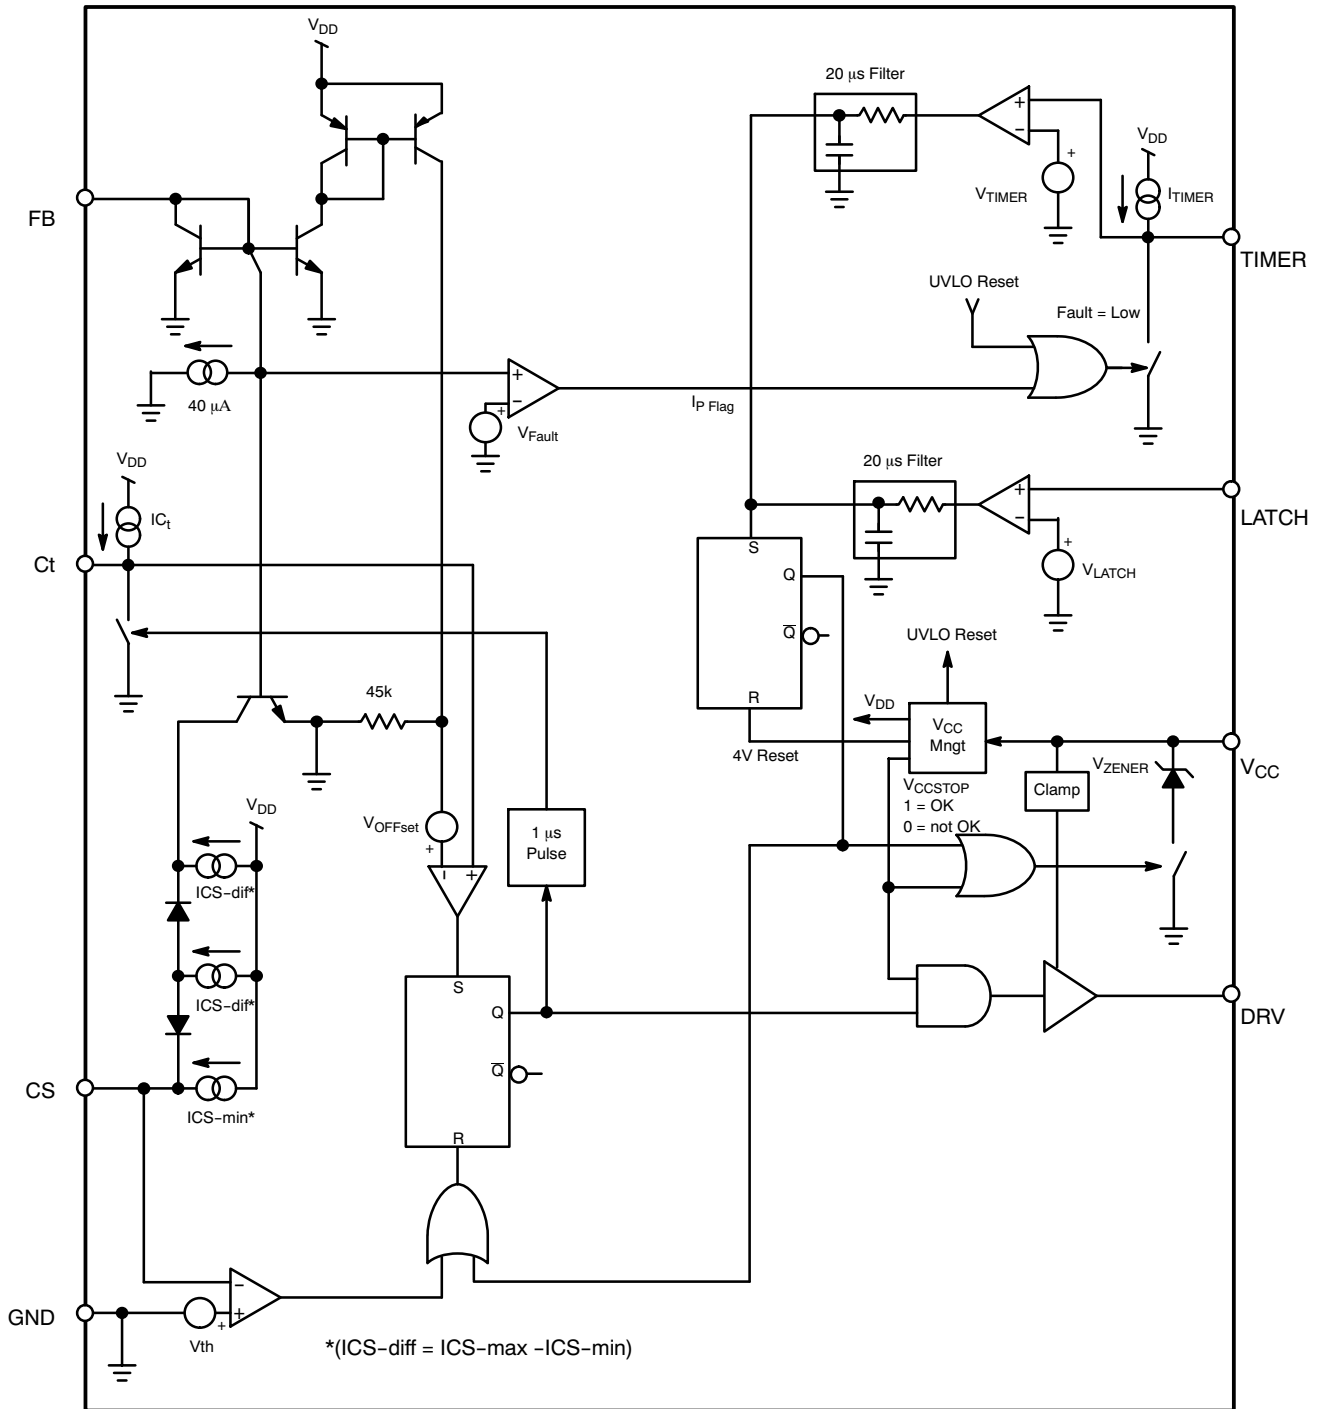 V_DD
20 μs Filter
+
−
V_DD
+
V_TIMER
I_TIMER
FB
TIMER
UVLO Reset
Fault = Low
40 μA
+
−
+
V_Fault
I_P Flag
V_DD
IC_t
20 μs Filter
+
−
LATCH
+
V_LATCH
Ct
S
Q
Q̅
R
UVLO Reset
45k
V_DD
V_CC
Mngt
4V Reset
V_ZENER
V_CC
Clamp
V_CCSTOP
1 = OK
0 = not OK
V_DD
V_OFFset
+
1 μs
Pulse
−
+
ICS−dif*
ICS−dif*
S
Q
Q̅
R
DRV
CS
ICS−min*
−
+
GND
+
Vth
*(ICS−diff = ICS−max −ICS−min)